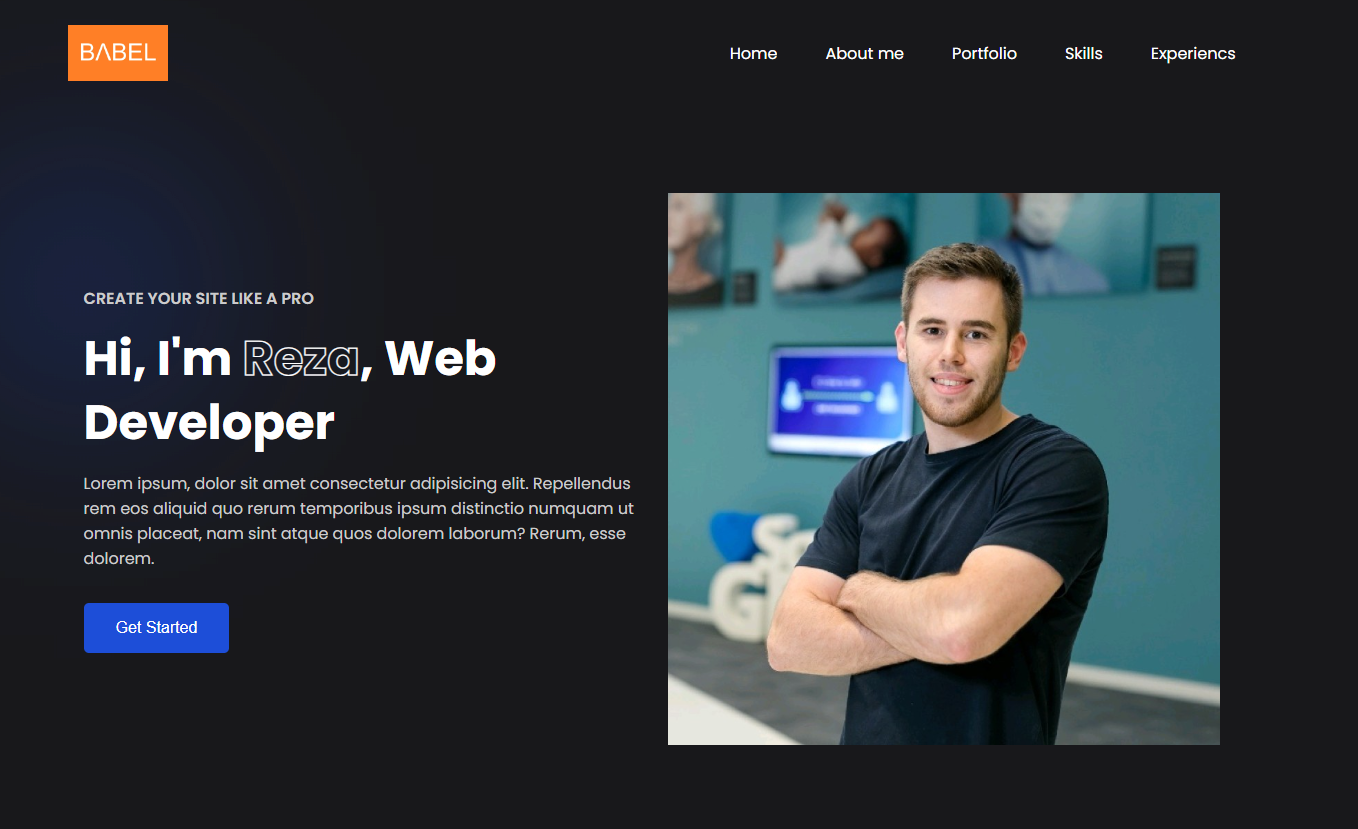 BABEL
Home About me Portfolio Skills Experiencs
CREATE YOUR SITE LIKE A PRO
Hi, I'm Reza, Web
Developer
Lorem ipsum, dolor sit amet consectetur adipisicing elit. Repellendus
rem eos aliquid quo rerum temporibus ipsum distinctio numquam ut
omnis placeat, nam sint atque quos dolorem laborum? Rerum, esse
dolorem.
Get Started